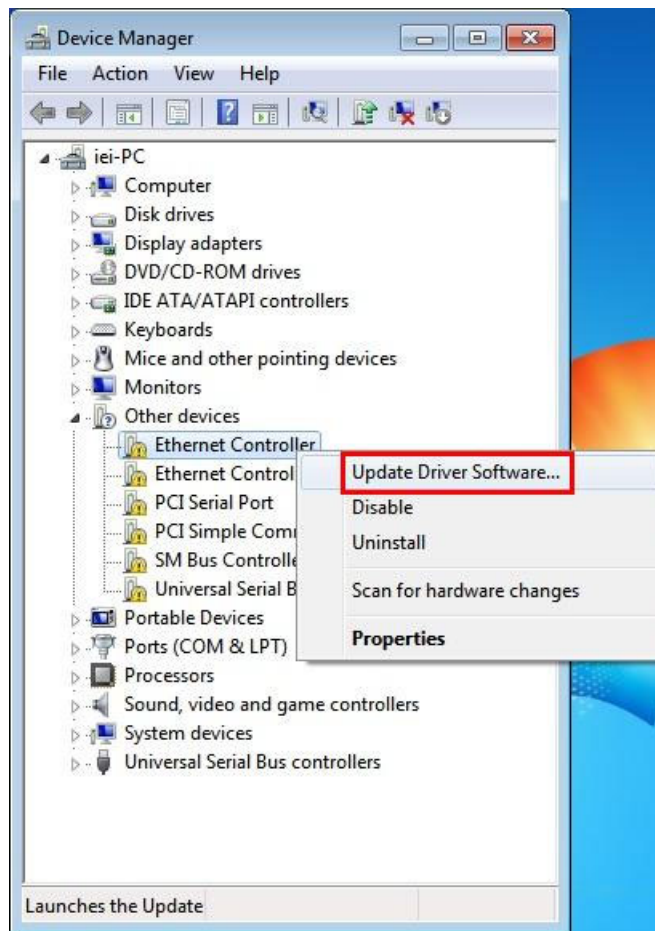 Device Manager
File Action View Help
iei-PC
Computer
Disk drives
Display adapters
DVD/CD-ROM drives
IDE ATA/ATAPI controllers
Keyboards
Mice and other pointing devices
Monitors
Other devices
Ethernet Controller
Ethernet Control
PCI Serial Port
PCI Simple Com
SM Bus Controlle
Universal Serial B
Update Driver Software...
Disable
Uninstall
Scan for hardware changes
Properties
Portable Devices
Ports (COM & LPT)
Processors
Sound, video and game controllers
System devices
Universal Serial Bus controllers
Launches the Update